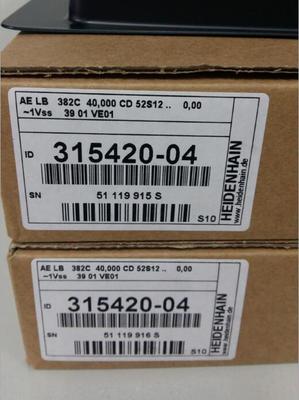 AE LB 382C 40,000 CD 52S12 .. 0,00
~1Vss 39 01 VE01
ID 315420-04
SN 51 119 915 S
S10
HEIDENHAIN
www.heidenhain.de
AE LB 382C 40,000 CD 52S12 .. 0,00
~1Vss 39 01 VE01
ID 315420-04
SN 51 119 916 S
S10
HEIDENHAIN
www.heidenhain.de